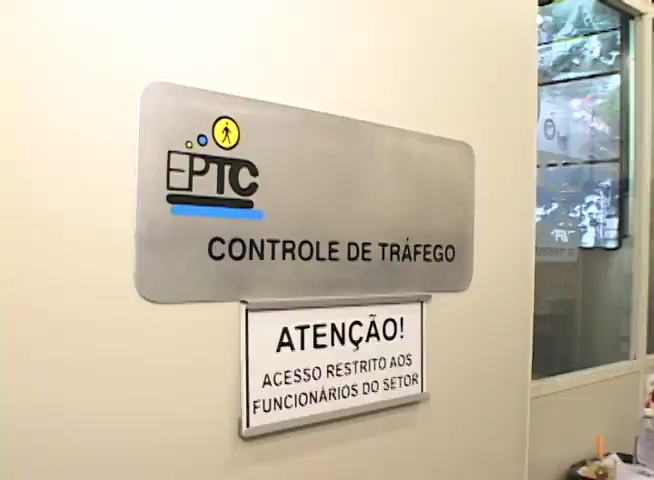 EPTC
CONTROLE DE TRÁFEGO
ATENÇÃO!
ACESSO RESTRITO AOS
FUNCIONÁRIOS DO SETOR